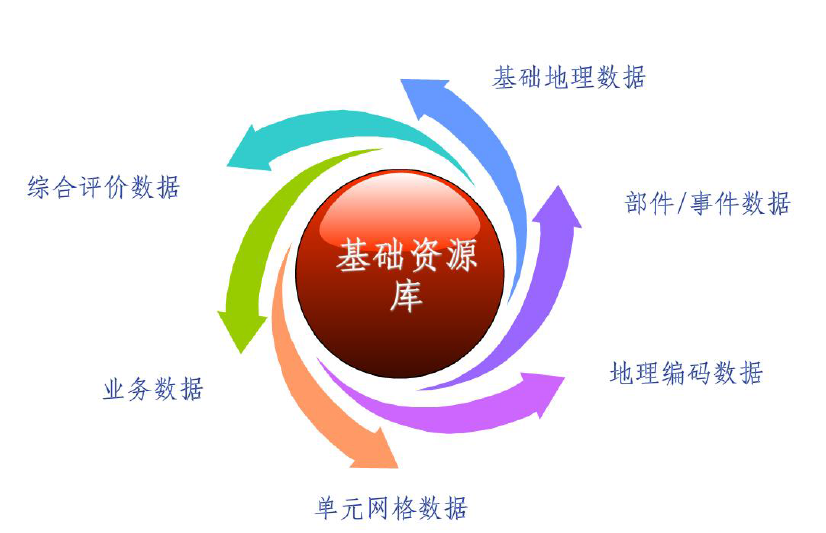 基础地理数据
综合评价数据
部件/事件数据
基础资源
库
地理编码数据
业务数据
单元网格数据